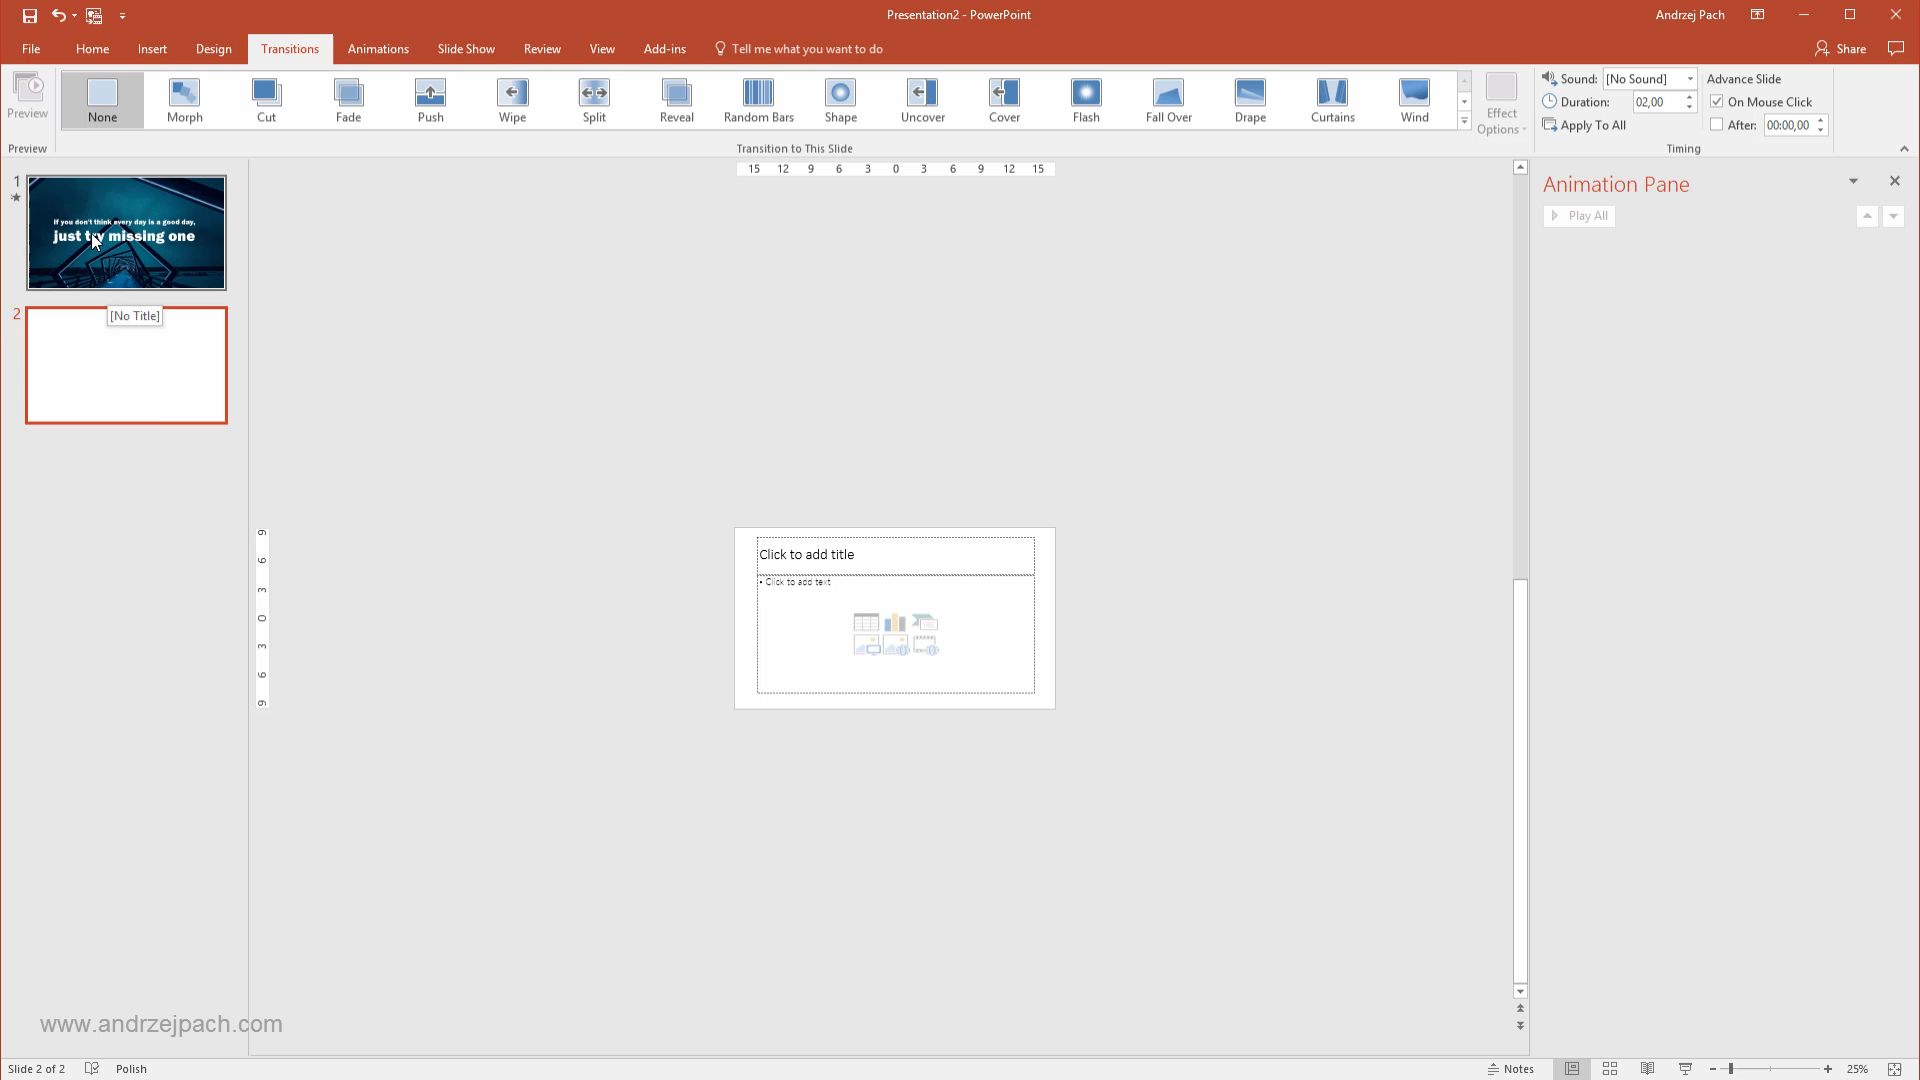 Presentation2 - PowerPoint
Andrzej Pach
File Home Insert Design Transitions Animations Slide Show Review View Add-ins Tell me what you want to do Share
Preview
None Morph Cut Fade Push Wipe Split Reveal Random Bars Shape Uncover Cover Flash Fall Over Drape Curtains Wind
Effect Options
Sound: [No Sound]
Duration: 02,00
Apply To All
Advance Slide
On Mouse Click
After: 00:00,00
Preview
Transition to This Slide
Timing
15 12 9 6 3 0 3 6 9 12 15
1
If you don't think every day is a good day,
just try missing one
2
[No Title]
9
6
3
0
3
6
9
Click to add title
• Click to add text
Animation Pane
Play All
www.andrzejpach.com
Slide 2 of 2 Polish Notes 25%